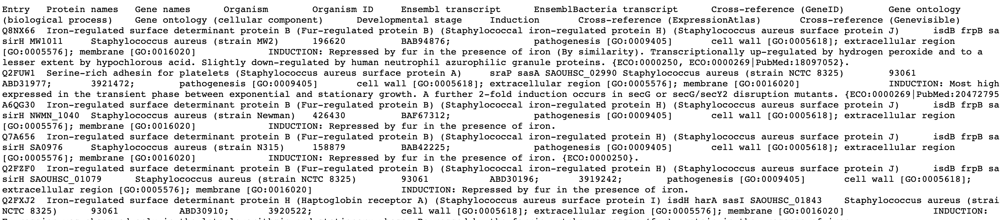 Entry Protein names Gene names Organism Organism ID Ensembl transcript EnsemblBacteria transcript Cross-reference (GeneID) Gene ontology
(biological process) Gene ontology (cellular component) Developmental stage Induction Cross-reference (ExpressionAtlas) Cross-reference (Genevisible)
Q8NX66 Iron-regulated surface determinant protein B (Fur-regulated protein B) (Staphylococcal iron-regulated protein H) (Staphylococcus aureus surface protein J) isdB frpB sa
sirH MW1011 Staphylococcus aureus (strain MW2) 196620 BAB94876; pathogenesis [GO:0009405] cell wall [GO:0005618]; extracellular region
[GO:0005576]; membrane [GO:0016020] INDUCTION: Repressed by fur in the presence of iron (By similarity). Transcriptionally up-regulated by hydrogen peroxide and to a
lesser extent by hypochlorous acid. Slightly down-regulated by human neutrophil azurophilic granule proteins. {ECO:0000250, ECO:0000269|PubMed:18097052}.
Q2FUW1 Serine-rich adhesin for platelets (Staphylococcus aureus surface protein A) sraP sasA SAOUHSC_02990 Staphylococcus aureus (strain NCTC 8325) 93061
ABD31977; 3921472; pathogenesis [GO:0009405] cell wall [GO:0005618]; extracellular region [GO:0005576]; membrane [GO:0016020] INDUCTION: Most high
expressed in the transient phase between exponential and stationary growth. A further 2-fold induction occurs in secG or secG/secY2 disruption mutants. {ECO:0000269|PubMed:20472795
A6QG30 Iron-regulated surface determinant protein B (Fur-regulated protein B) (Staphylococcal iron-regulated protein H) (Staphylococcus aureus surface protein J) isdB frpB sa
sirH NWMN_1040 Staphylococcus aureus (strain Newman) 426430 BAF67312; pathogenesis [GO:0009405] cell wall [GO:0005618]; extracellular region
[GO:0005576]; membrane [GO:0016020] INDUCTION: Repressed by fur in the presence of iron.
Q7A656 Iron-regulated surface determinant protein B (Fur-regulated protein B) (Staphylococcal iron-regulated protein H) (Staphylococcus aureus surface protein J) isdB frpB sa
sirH SA0976 Staphylococcus aureus (strain N315) 158879 BAB42225; pathogenesis [GO:0009405] cell wall [GO:0005618]; extracellular region
[GO:0005576]; membrane [GO:0016020] INDUCTION: Repressed by fur in the presence of iron. {ECO:0000250}.
Q2FZF0 Iron-regulated surface determinant protein B (Fur-regulated protein B) (Staphylococcal iron-regulated protein H) (Staphylococcus aureus surface protein J) isdB frpB sa
sirH SAOUHSC_01079 Staphylococcus aureus (strain NCTC 8325) 93061 ABD30196; 3919242; pathogenesis [GO:0009405] cell wall [GO:0005618];
extracellular region [GO:0005576]; membrane [GO:0016020] INDUCTION: Repressed by fur in the presence of iron.
Q2FXJ2 Iron-regulated surface determinant protein H (Haptoglobin receptor A) (Staphylococcus aureus surface protein I) isdH harA sasI SAOUHSC_01843 Staphylococcus aureus (strai
NCTC 8325) 93061 ABD30910; 3920522; cell wall [GO:0005618]; extracellular region [GO:0005576]; membrane [GO:0016020] INDUCTION: